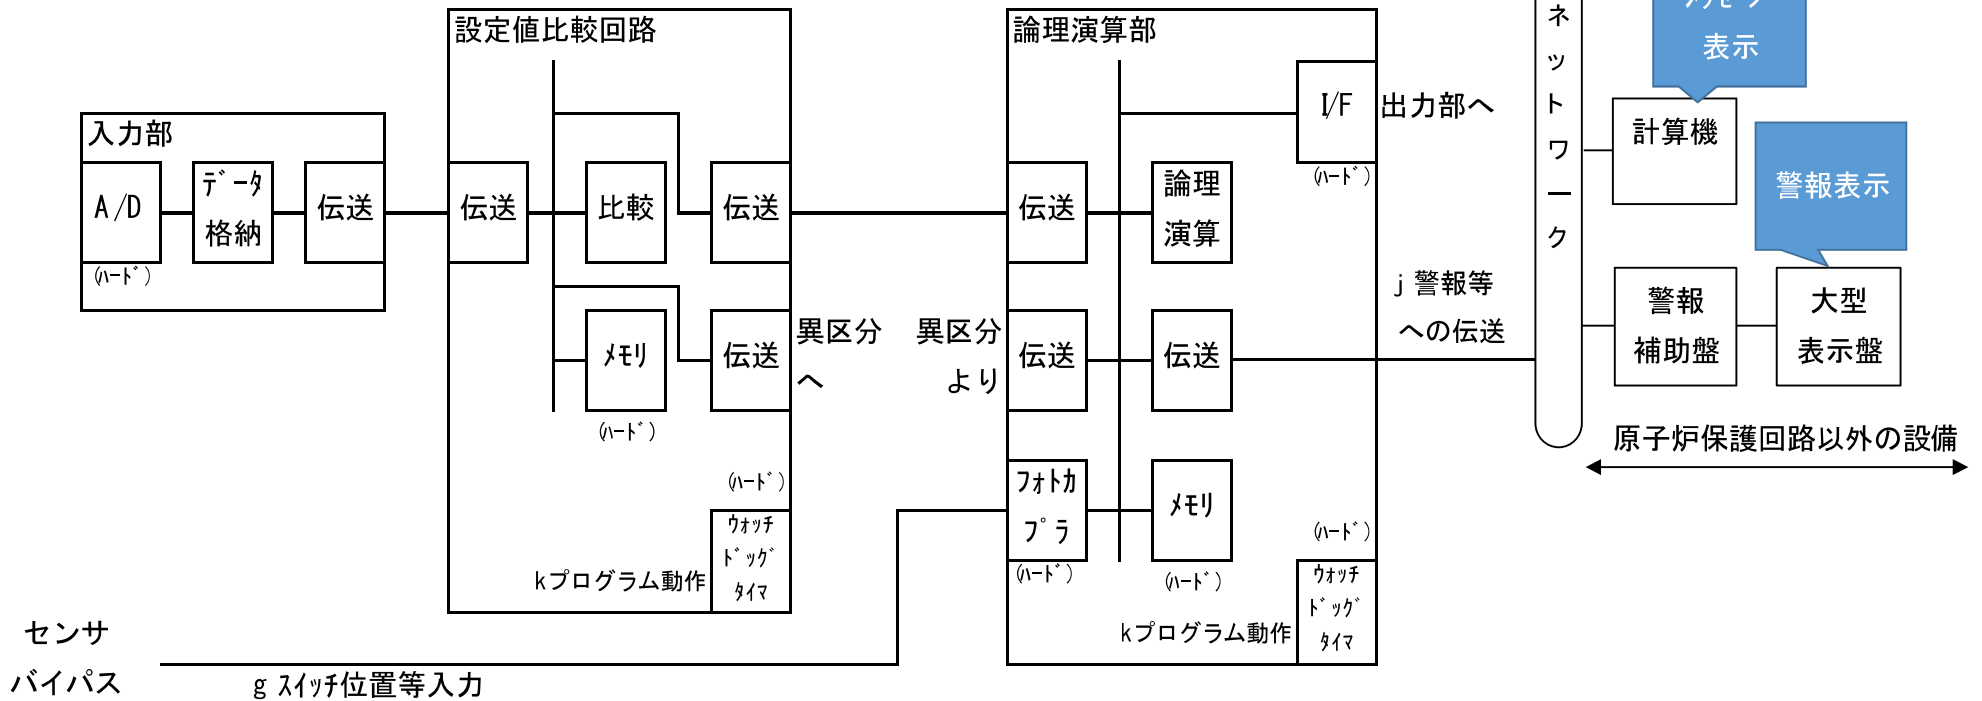 設定値比較回路
論理演算部
ネットワーク
表示
I/F
出力部へ
入力部
計算機
A/D
データ
格納
伝送
伝送
比較
伝送
伝送
論理
演算
(ハード)
(ハード)
警報表示
j 警報等
への伝送
メモリ
伝送
異区分
へ
異区分
より
伝送
伝送
警報
補助盤
大型
表示盤
(ハード)
原子炉保護回路以外の設備
(ハード)
フォトカ
プラ
メモリ
(ハード)
ウォッチ
ドッグ
タイマ
kプログラム動作
(ハード)
(ハード)
ウォッチ
ドッグ
タイマ
kプログラム動作
センサ
バイパス
g スイッチ位置等入力